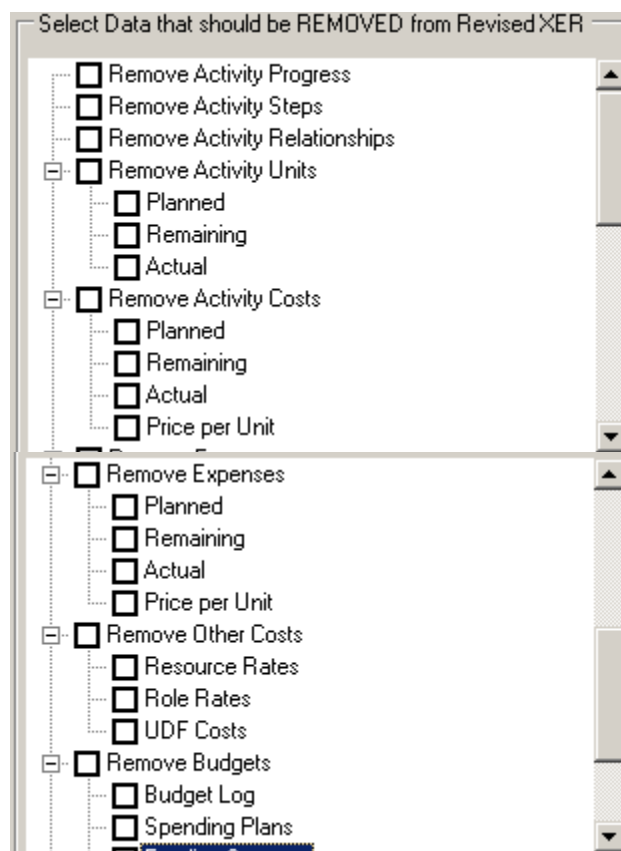 Select Data that should be REMOVED from Revised XER
Remove Activity Progress
Remove Activity Steps
Remove Activity Relationships
Remove Activity Units
Planned
Remaining
Actual
Remove Activity Costs
Planned
Remaining
Actual
Price per Unit
Remove Expenses
Planned
Remaining
Actual
Price per Unit
Remove Other Costs
Resource Rates
Role Rates
UDF Costs
Remove Budgets
Budget Log
Spending Plans